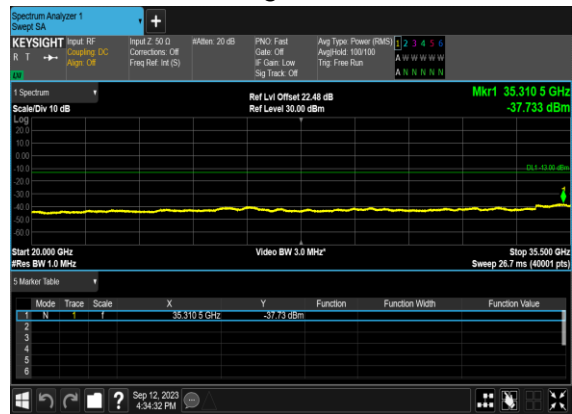 Spectrum Analyzer 1
Swept SA
KEYSIGHT Input: RF Input Z: 50 Ω #Atten: 20 dB PNO: Fast Avg Type: Power (RMS) 1 2 3 4 5 6
R T Coupling: DC Corrections: Off Gate: Off Avg|Hold: 100/100 A W W W W W
Align: Off Freq Ref: Int (S) IF Gain: Low Trig: Free Run
LW Sig Track: Off A N N N N N
1 Spectrum Ref Lvl Offset 22.48 dB Mkr1 35.310 5 GHz
Scale/Div 10 dB Ref Level 30.00 dBm -37.733 dBm
Log
20.0
10.0
0.00
-10.0 DL1 -13.00 dBm
-20.0
-30.0 1
-40.0
-50.0
-60.0
Start 20.000 GHz Video BW 3.0 MHz* Stop 35.500 GHz
#Res BW 1.0 MHz Sweep 26.7 ms (40001 pts)
5 Marker Table
Mode Trace Scale X Y Function Function Width Function Value
1 N 1 f 35.310 5 GHz -37.73 dBm
2
3
4
5
6
? Sep 12, 2023
4:34:32 PM